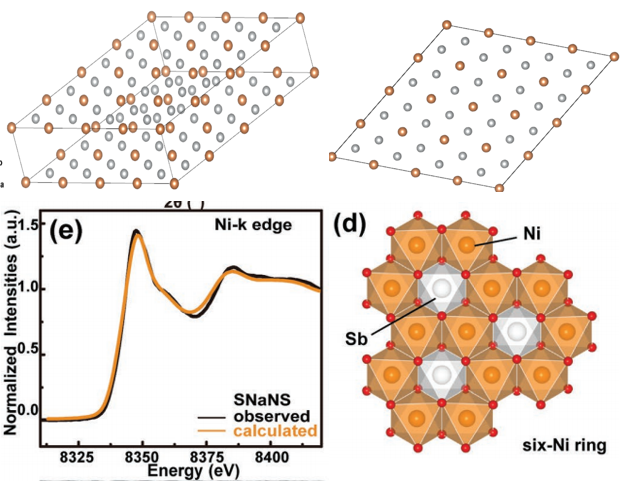 b
a
2θ (°)
(e)
Ni-k edge
(d)
Ni
Sb
six-Ni ring
1.5
1.0
0.5
0.0
Normalized Intensities (a.u.)
SNaNS
observed
calculated
8325
8350
8375
8400
Energy (eV)